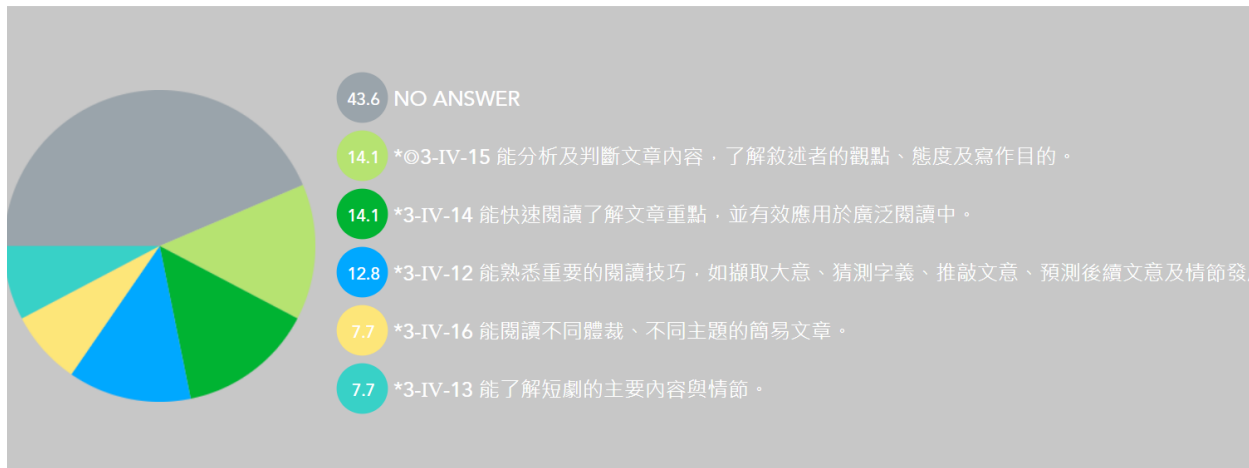 43.6 NO ANSWER
14.1 *◎3-IV-15 能分析及判斷文章內容，了解敘述者的觀點、態度及寫作目的。
14.1 *3-IV-14 能快速閱讀了解文章重點，並有效應用於廣泛閱讀中。
12.8 *3-IV-12 能熟悉重要的閱讀技巧，如擷取大意、猜測字義、推敲文意、預測後續文意及情節發
7.7 *3-IV-16 能閱讀不同體裁、不同主題的簡易文章。
7.7 *3-IV-13 能了解短劇的主要內容與情節。